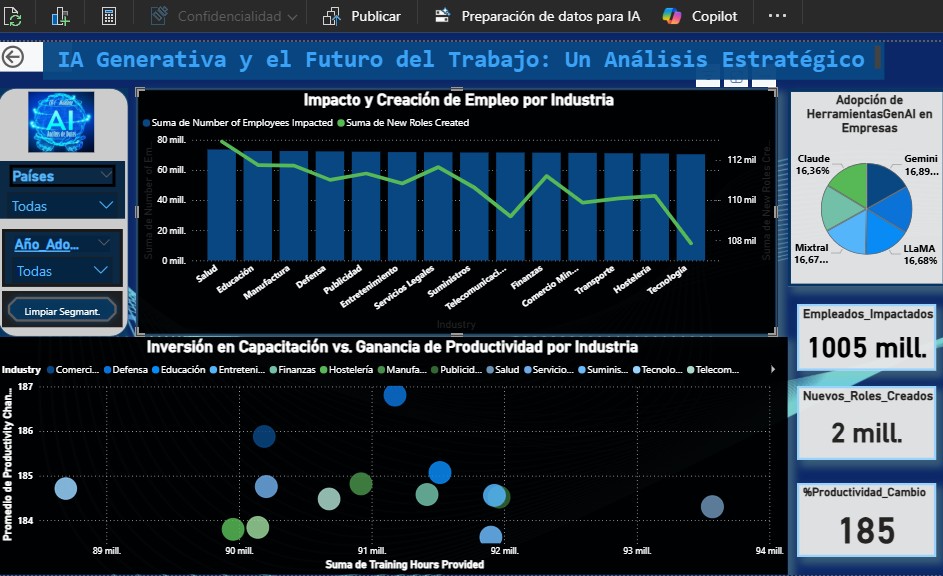 Confidencialidad
Publicar
Preparación de datos para IA
Copilot
IA Generativa y el Futuro del Trabajo: Un Análisis Estratégico
AI
Países
Todas
Año_Ado...
Todas
Limpiar Segmant.
Impacto y Creación de Empleo por Industria
Suma de Number of Employees Impacted
Suma de New Roles Created
Suma de Number of Em...
80 mill.
60 mill.
40 mill.
20 mill.
0 mill.
112 mil
110 mil
108 mil
Suma de New Roles Cre...
Salud
Educación
Manufactura
Defensa
Publicidad
Entretenimiento
Servicios Legales
Suministros
Telecomunicaci...
Finanzas
Comercio Min...
Transporte
Hostelería
Tecnología
Industry
Adopción de
HerramientasGenAI en
Empresas
Claude
16,36%
Gemini
16,89...
Mixtral
16,67...
LLaMA
16,68%
Empleados_Impactados
1005 mill.
Nuevos_Roles_Creados
2 mill.
%Productividad_Cambio
185
Inversión en Capacitación vs. Ganancia de Productividad por Industria
Industry
Comerci...
Defensa
Educación
Entreteni...
Finanzas
Hostelería
Manufa...
Publicid...
Salud
Servicio...
Suminis...
Tecnolo...
Telecom...
Promedio de Productivity Chan...
187
186
185
184
89 mill.
90 mill.
91 mill.
92 mill.
93 mill.
94 mill.
Suma de Training Hours Provided